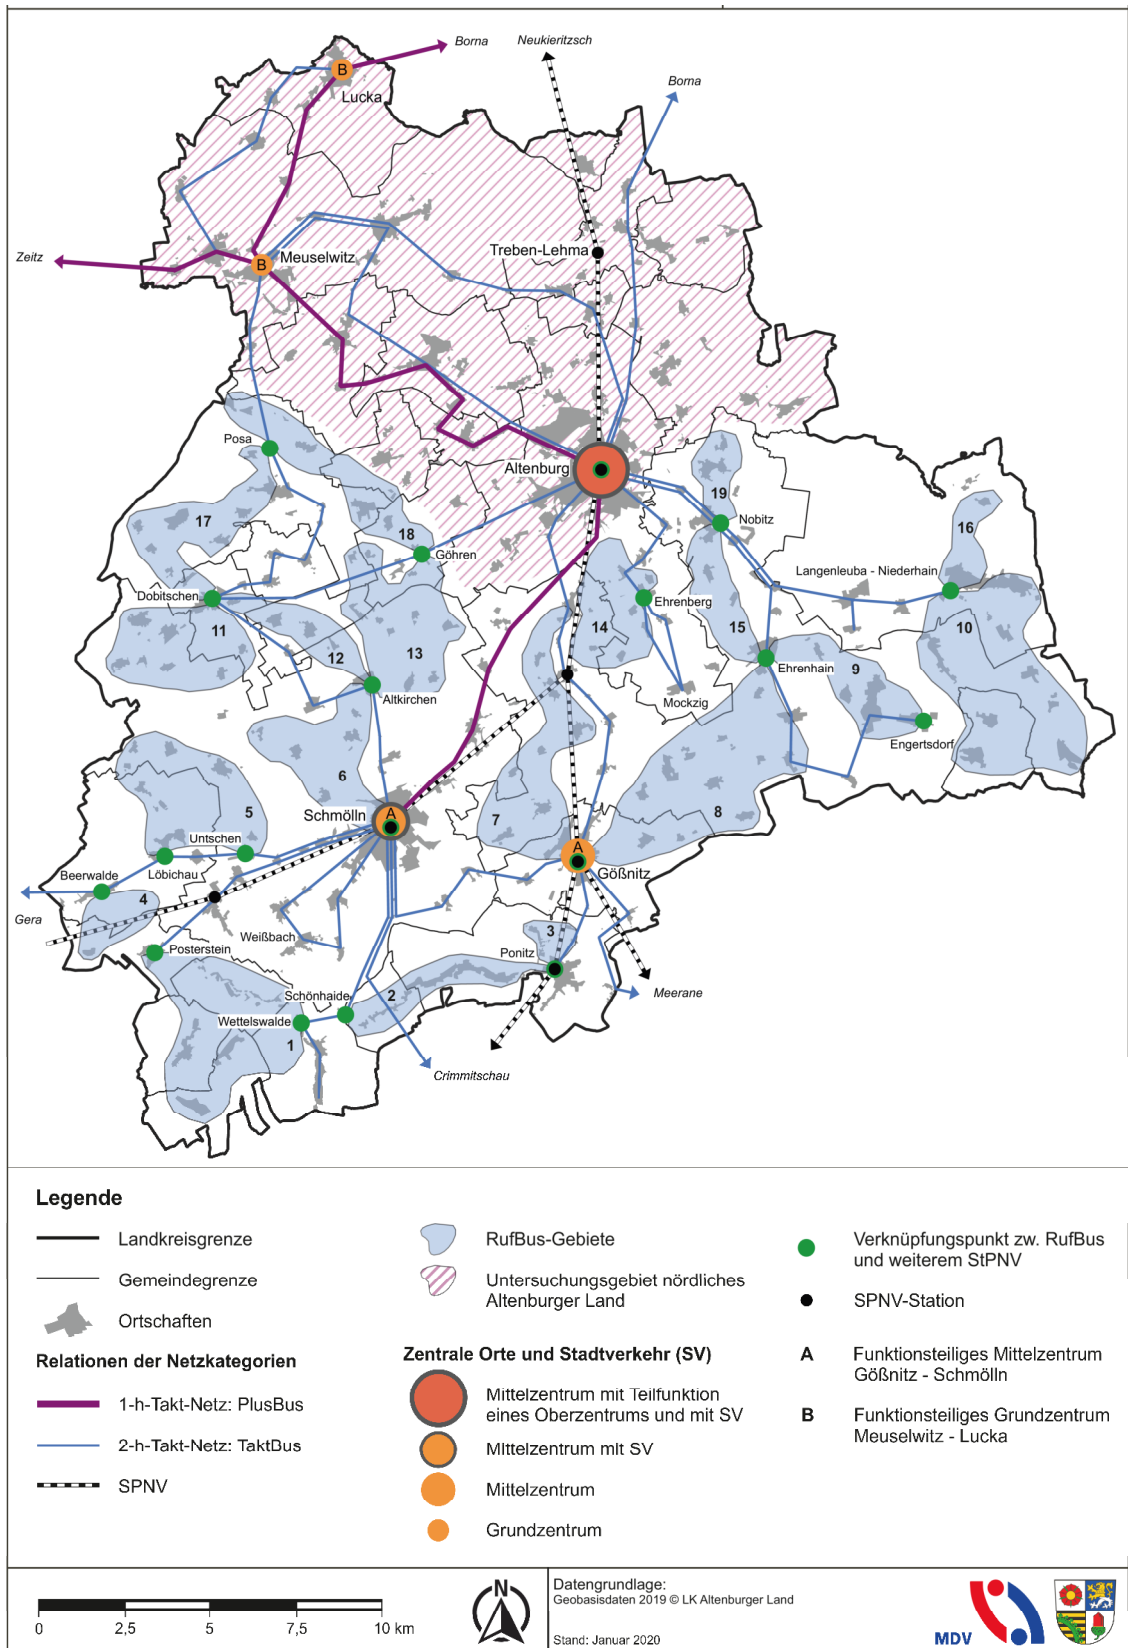 Borna
Neukieritzsch
Borna
B
Lucka
Treben-Lehma
Zeitz
B
Meuselwitz
Posa
Altenburg
19
17
18
Nobitz
16
Göhren
Langenleuba - Niederhain
Dobitschen
Ehrenberg
11
14
15
10
12
13
Ehrenhain
9
Altkirchen
Mockzig
Engertsdorf
6
Schmölln
A
5
7
8
Untschen
A
Löbichau
Gößnitz
Beerwalde
4
Gera
3
Weißbach
Posterstein
Ponitz
Schönhaide
2
Meerane
Wettelswalde
1
Crimmitschau
Legende
Landkreisgrenze
Gemeindegrenze
Ortschaften
Relationen der Netzkategorien
1-h-Takt-Netz: PlusBus
2-h-Takt-Netz: TaktBus
SPNV
RufBus-Gebiete
Untersuchungsgebiet nördliches
Altenburger Land
Zentrale Orte und Stadtverkehr (SV)
Mittelzentrum mit Teilfunktion
eines Oberzentrums und mit SV
Mittelzentrum mit SV
Mittelzentrum
Grundzentrum
Verknüpfungspunkt zw. RufBus
und weiterem StPNV
SPNV-Station
A Funktionsteiliges Mittelzentrum
Gößnitz - Schmölln
B Funktionsteiliges Grundzentrum
Meuselwitz - Lucka
0 2,5 5 7,5 10 km
N
Datengrundlage:
Geobasisdaten 2019 © LK Altenburger Land
Stand: Januar 2020
MDV